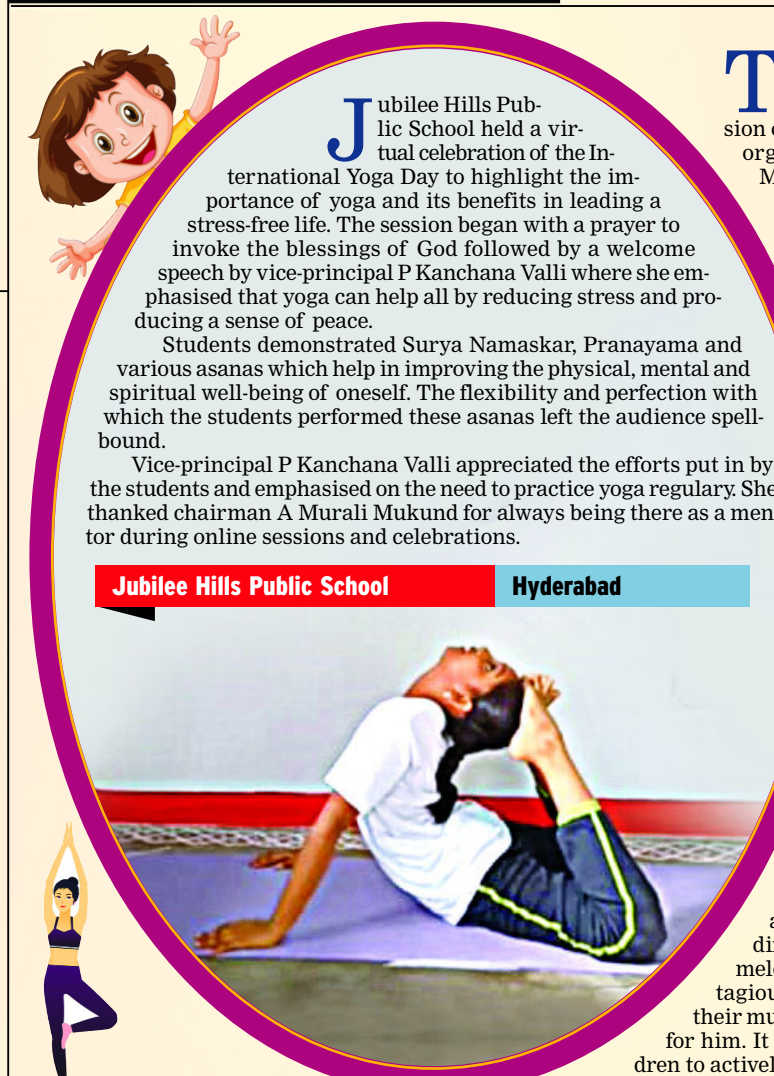 Jubilee Hills Pub-
lic School held a vir-
tual celebration of the In-
ternational Yoga Day to highlight the im-
portance of yoga and its benefits in leading a
stress-free life. The session began with a prayer to
invoke the blessings of God followed by a welcome
speech by vice-principal P Kanchana Valli where she em-
phasised that yoga can help all by reducing stress and pro-
ducing a sense of peace.
Students demonstrated Surya Namaskar, Pranayama and
various asanas which help in improving the physical, mental and
spiritual well-being of oneself. The flexibility and perfection with
which the students performed these asanas left the audience spell-
bound.
Vice-principal P Kanchana Valli appreciated the efforts put in by
the students and emphasised on the need to practice yoga regulary. She
thanked chairman A Murali Mukund for always being there as a men
tor during online sessions and celebrations.
Jubilee Hills Public School Hyderabad
T
sion
org
M
a
di
mel
tagiou
their mu
for him. It
dren to activel